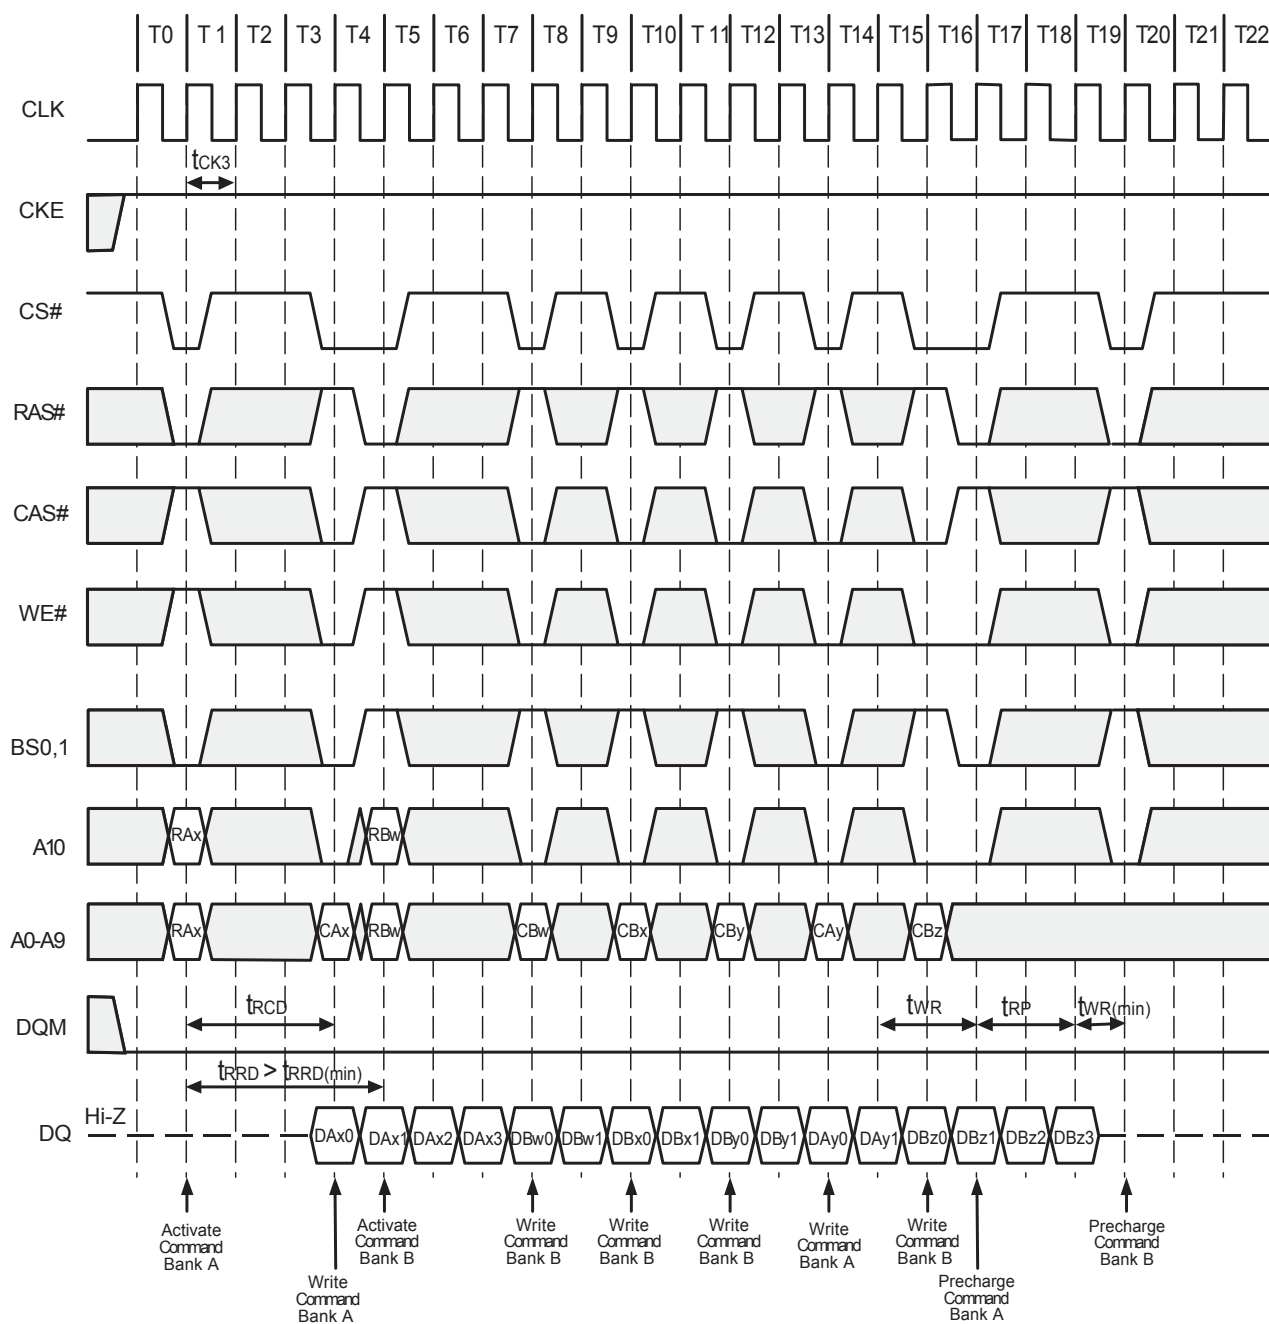 T0 T 1 T2 T3 T4 T5 T6 T7 T8 T9 T10 T 11 T12 T13 T14 T15 T16 T17 T18 T19 T20 T21 T22
CLK
tCK3
CKE
CS#
RAS#
CAS#
WE#
BS0,1
A10 RAx RBw
A0-A9 RAx CAx RBw CBw CBx CBy CAy CBz
DQM tRCD tWR tRP tWR(min)
tRRD > tRRD(min)
Hi-Z
DQ DAx0 DAx1 DAx2 DAx3 DBw0 DBw1 DBx0 DBx1 DBy0 DBy1 DAy0 DAy1 DBz0 DBz1 DBz2 DBz3
Activate
Command
Bank A
Write
Command
Bank A
Activate
Command
Bank B
Write
Command
Bank B
Write
Command
Bank B
Write
Command
Bank B
Write
Command
Bank A
Write
Command
Bank B
Precharge
Command
Bank A
Precharge
Command
Bank B